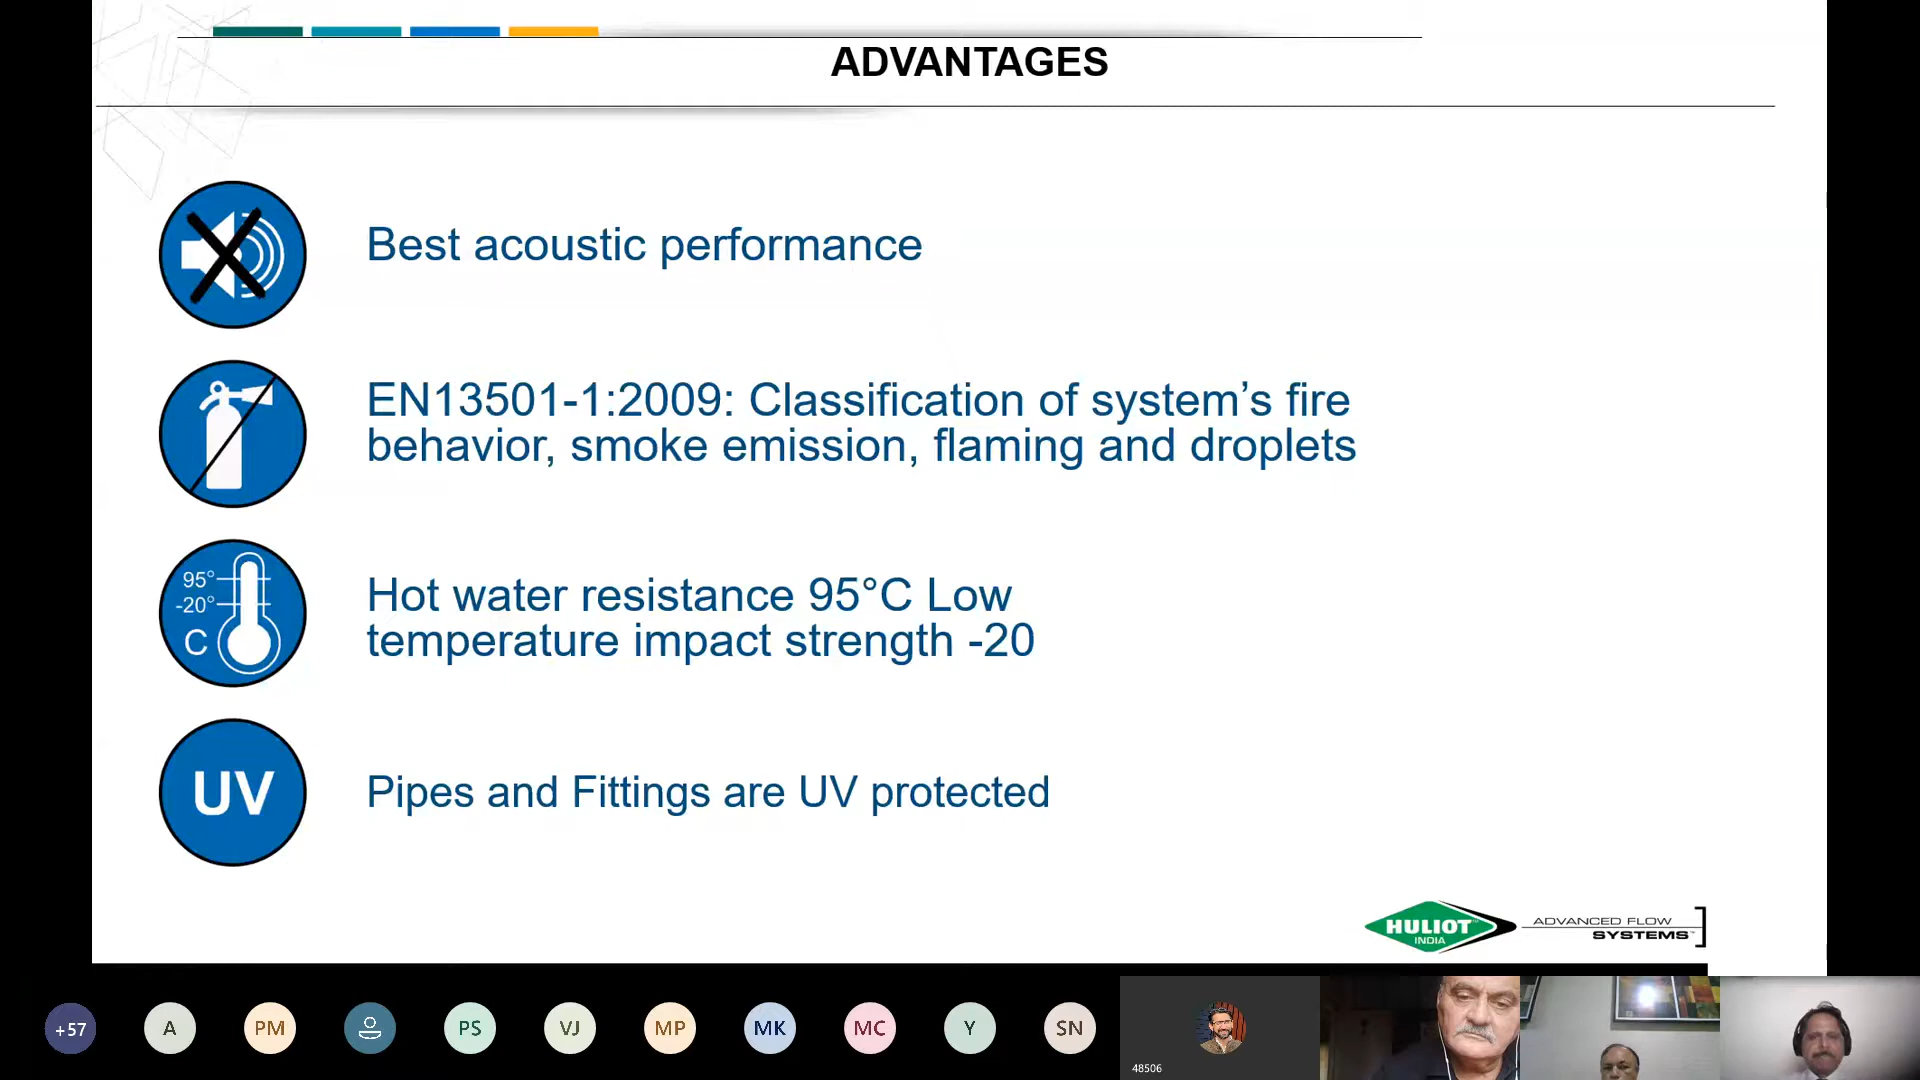 ADVANTAGES
Best acoustic performance
EN13501-1:2009: Classification of system’s fire
behavior, smoke emission, flaming and droplets
95°
-20°
C
Hot water resistance 95°C Low
temperature impact strength -20
UV
Pipes and Fittings are UV protected
HULIOT™
INDIA
ADVANCED FLOW
SYSTEMS™
+57
A
PM
PS
VJ
MP
MK
MC
Y
SN
48506